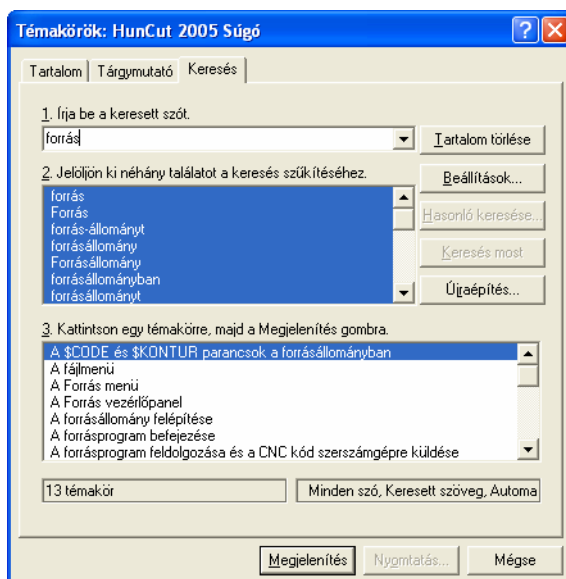 Témakörök: HunCut 2005 Súgó
Tartalom
Tárgymutató
Keresés
1. Írja be a keresett szót.
forrás
Tartalom törlése
2. Jelöljön ki néhány találatot a keresés szűkítéséhez.
Beállítások...
forrás
Forrás
forrás-állományt
forrásállomány
Forrásállomány
forrásállományban
forrásállományt
Hasonló keresése...
Keresés most
Újraépítés...
3. Kattintson egy témakörre, majd a Megjelenítés gombra.
A $CODE és $KONTUR parancsok a forrásállományban
A fájlmenü
A Forrás menü
A Forrás vezérlőpanel
A forrásállomány felépítése
A forrásprogram befejezése
A forrásprogram feldolgozása és a CNC kód szerszámgépre küldése
13 témakör
Minden szó, Keresett szöveg, Automa
Megjelenítés
Nyomtatás...
Mégse